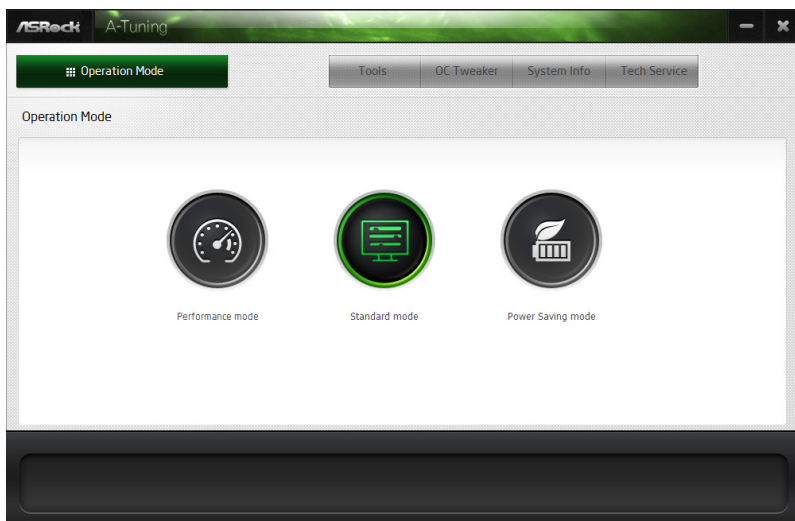 ASRock A-Tuning
Operation Mode Tools OC Tweaker System Info Tech Service
Operation Mode
Performance mode Standard mode Power Saving mode